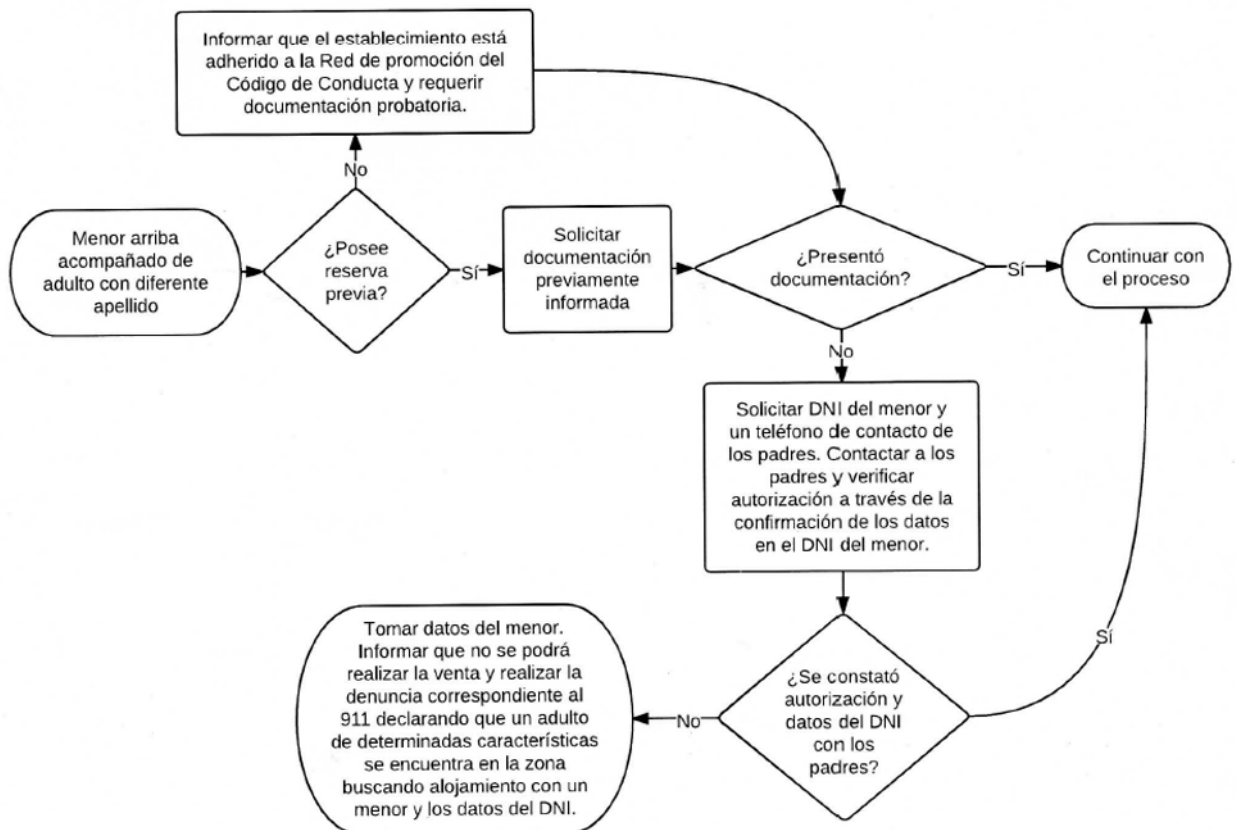 Informar que el establecimiento está
adherido a la Red de promoción del
Código de Conducta y requerir
documentación probatoria.
No
Menor arriba
acompañado de
adulto con diferente
apellido
¿Posee
reserva
previa?
Sí
Solicitar
documentación
previamente
informada
¿Presentó
documentación?
Sí
Continuar con
el proceso
No
Solicitar DNI del menor y
un teléfono de contacto de
los padres. Contactar a los
padres y verificar
autorización a través de la
confirmación de los datos
en el DNI del menor.
¿Se constató
autorización y
datos del DNI
con los
padres?
Sí
No
Tomar datos del menor.
Informar que no se podrá
realizar la venta y realizar la
denuncia correspondiente al
911 declarando que un adulto
de determinadas características
se encuentra en la zona
buscando alojamiento con un
menor y los datos del DNI.